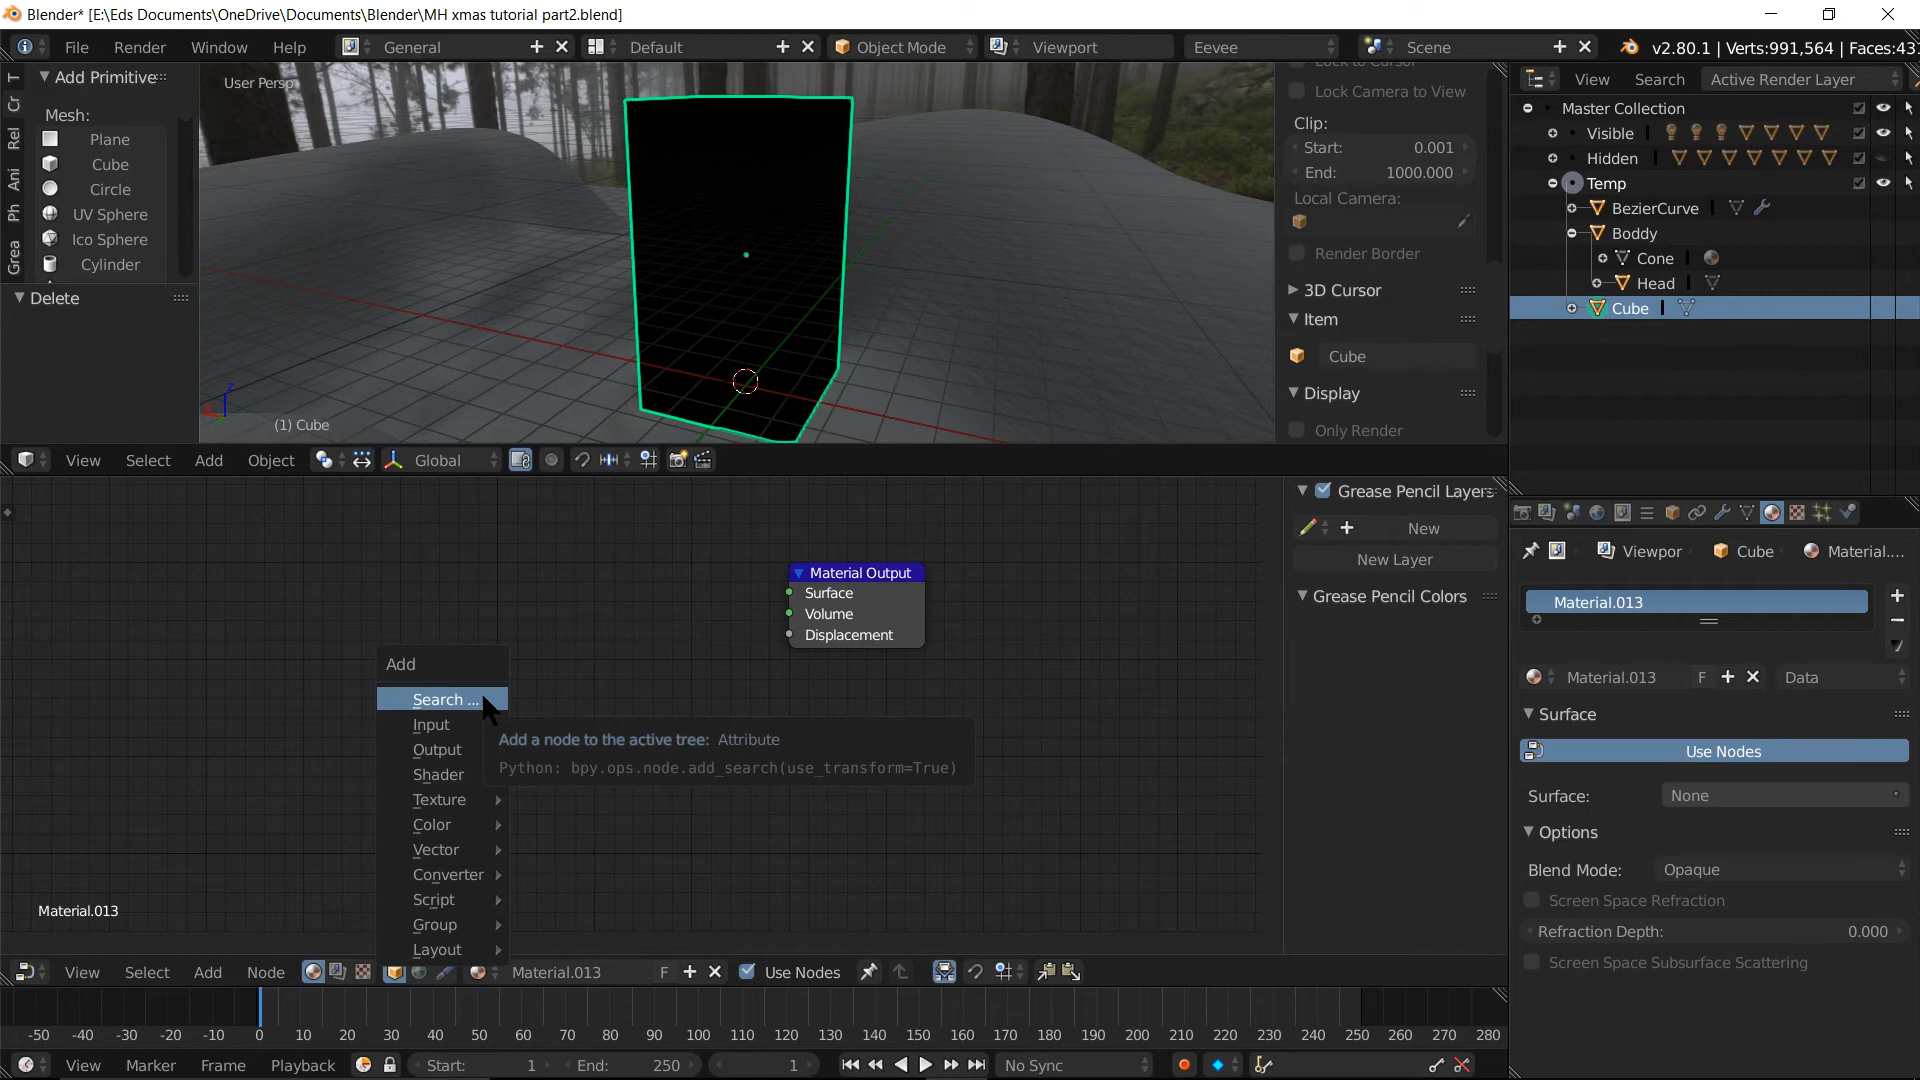 Blender* [E:\Eds Documents\OneDrive\Documents\Blender\MH xmas tutorial part2.blend]
File Render Window Help General Default Object Mode Viewport Eevee Scene v2.80.1 | Verts:991,564 | Faces:431
T
Cr
Rel
Ani
Ph
Grea
Add Primitive
Mesh:
Plane
Cube
Circle
UV Sphere
Ico Sphere
Cylinder
Delete
User Persp
(1) Cube
z
x
Lock to Cursor
Lock Camera to View
Clip:
Start: 0.001
End: 1000.000
Local Camera:
Render Border
3D Cursor
Item
Cube
Display
Only Render
View Search Active Render Layer
Master Collection
Visible
Hidden
Temp
BezierCurve
Boddy
Cone
Head
Cube
View Select Add Object Global
Material Output
Surface
Volume
Displacement
Add
Search ...
Input
Output
Shader
Texture
Color
Vector
Converter
Script
Group
Layout
Add a node to the active tree: Attribute
Python: bpy.ops.node.add_search(use_transform=True)
Material.013
Grease Pencil Layers
New
New Layer
Grease Pencil Colors
Viewpor Cube Material....
Material.013
Material.013 F Data
Surface
Use Nodes
Surface: None
Options
Blend Mode: Opaque
Screen Space Refraction
Refraction Depth: 0.000
Screen Space Subsurface Scattering
View Select Add Node Material.013 F Use Nodes
-50 -40 -30 -20 -10 0 10 20 30 40 50 60 70 80 90 100 110 120 130 140 150 160 170 180 190 200 210 220 230 240 250 260 270 280
View Marker Frame Playback Start: 1 End: 250 1 No Sync